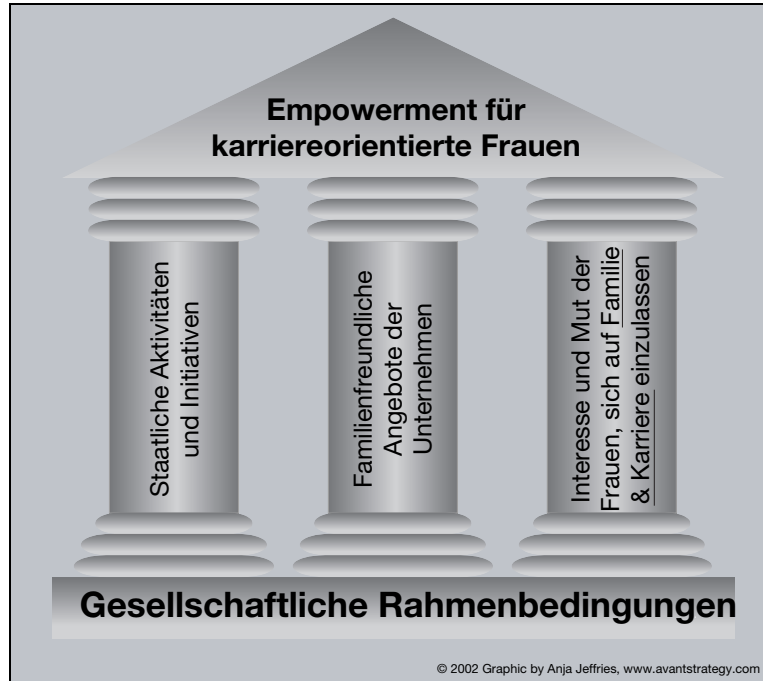 Empowerment für
karriereorientierte Frauen
Staatliche Aktivitäten
und Initiativen
Familienfreundliche
Angebote der
Unternehmen
Interesse und Mut der
Frauen, sich auf Familie
& Karriere einzulassen
Gesellschaftliche Rahmenbedingungen
© 2002 Graphic by Anja Jeffries, www.avantstrategy.com